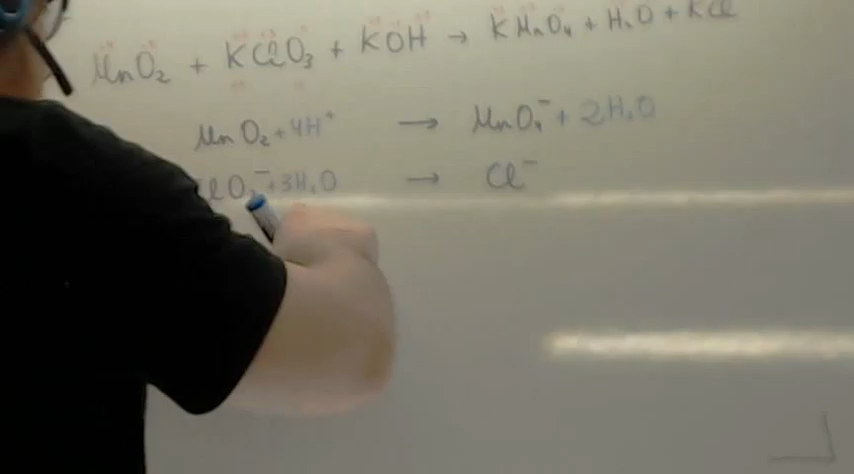 MnO₂ + KClO₃ + KOH → KMnO₄ + H₂O + KCl
MnO₂ + 4H⁺ → MnO₄⁻ + 2H₂O
ClO₃⁻ + 3H₂O → Cl⁻